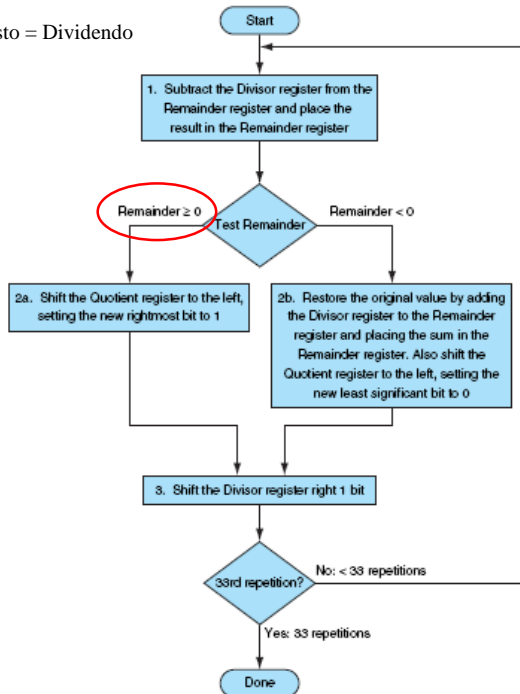 Start
sto = Dividendo
1. Subtract the Divisor register from the
Remainder register and place the
result in the Remainder register
Remainder ≥ 0
Test Remainder
Remainder < 0
2a. Shift the Quotient register to the left,
setting the new rightmost bit to 1
2b. Restore the original value by adding
the Divisor register to the Remainder
register and placing the sum in the
Remainder register. Also shift the
Quotient register to the left, setting the
new least significant bit to 0
3. Shift the Divisor register right 1 bit
33rd repetition?
No: < 33 repetitions
Yes: 33 repetitions
Done